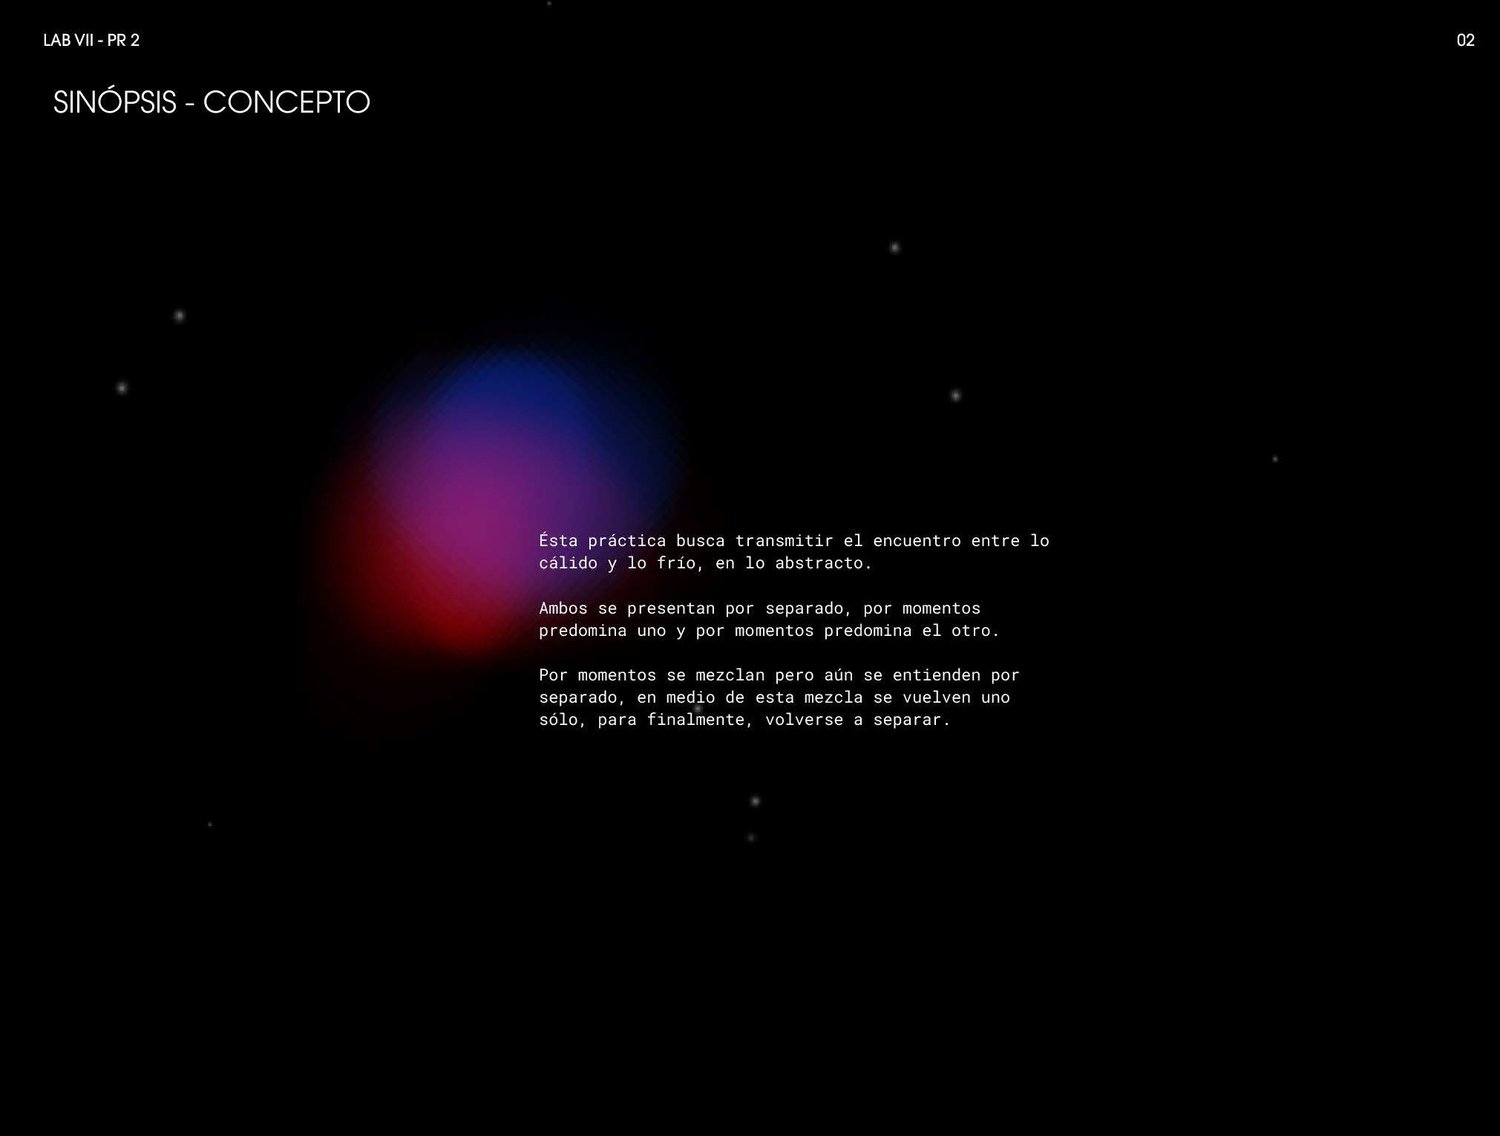 LAB VII - PR 2
02
SINÓPSIS - CONCEPTO
Ésta práctica busca transmitir el encuentro entre lo
cálido y lo frío, en lo abstracto.
Ambos se presentan por separado, por momentos
predomina uno y por momentos predomina el otro.
Por momentos se mezclan pero aún se entienden por
separado, en medio de esta mezcla se vuelven uno
sólo, para finalmente, volverse a separar.